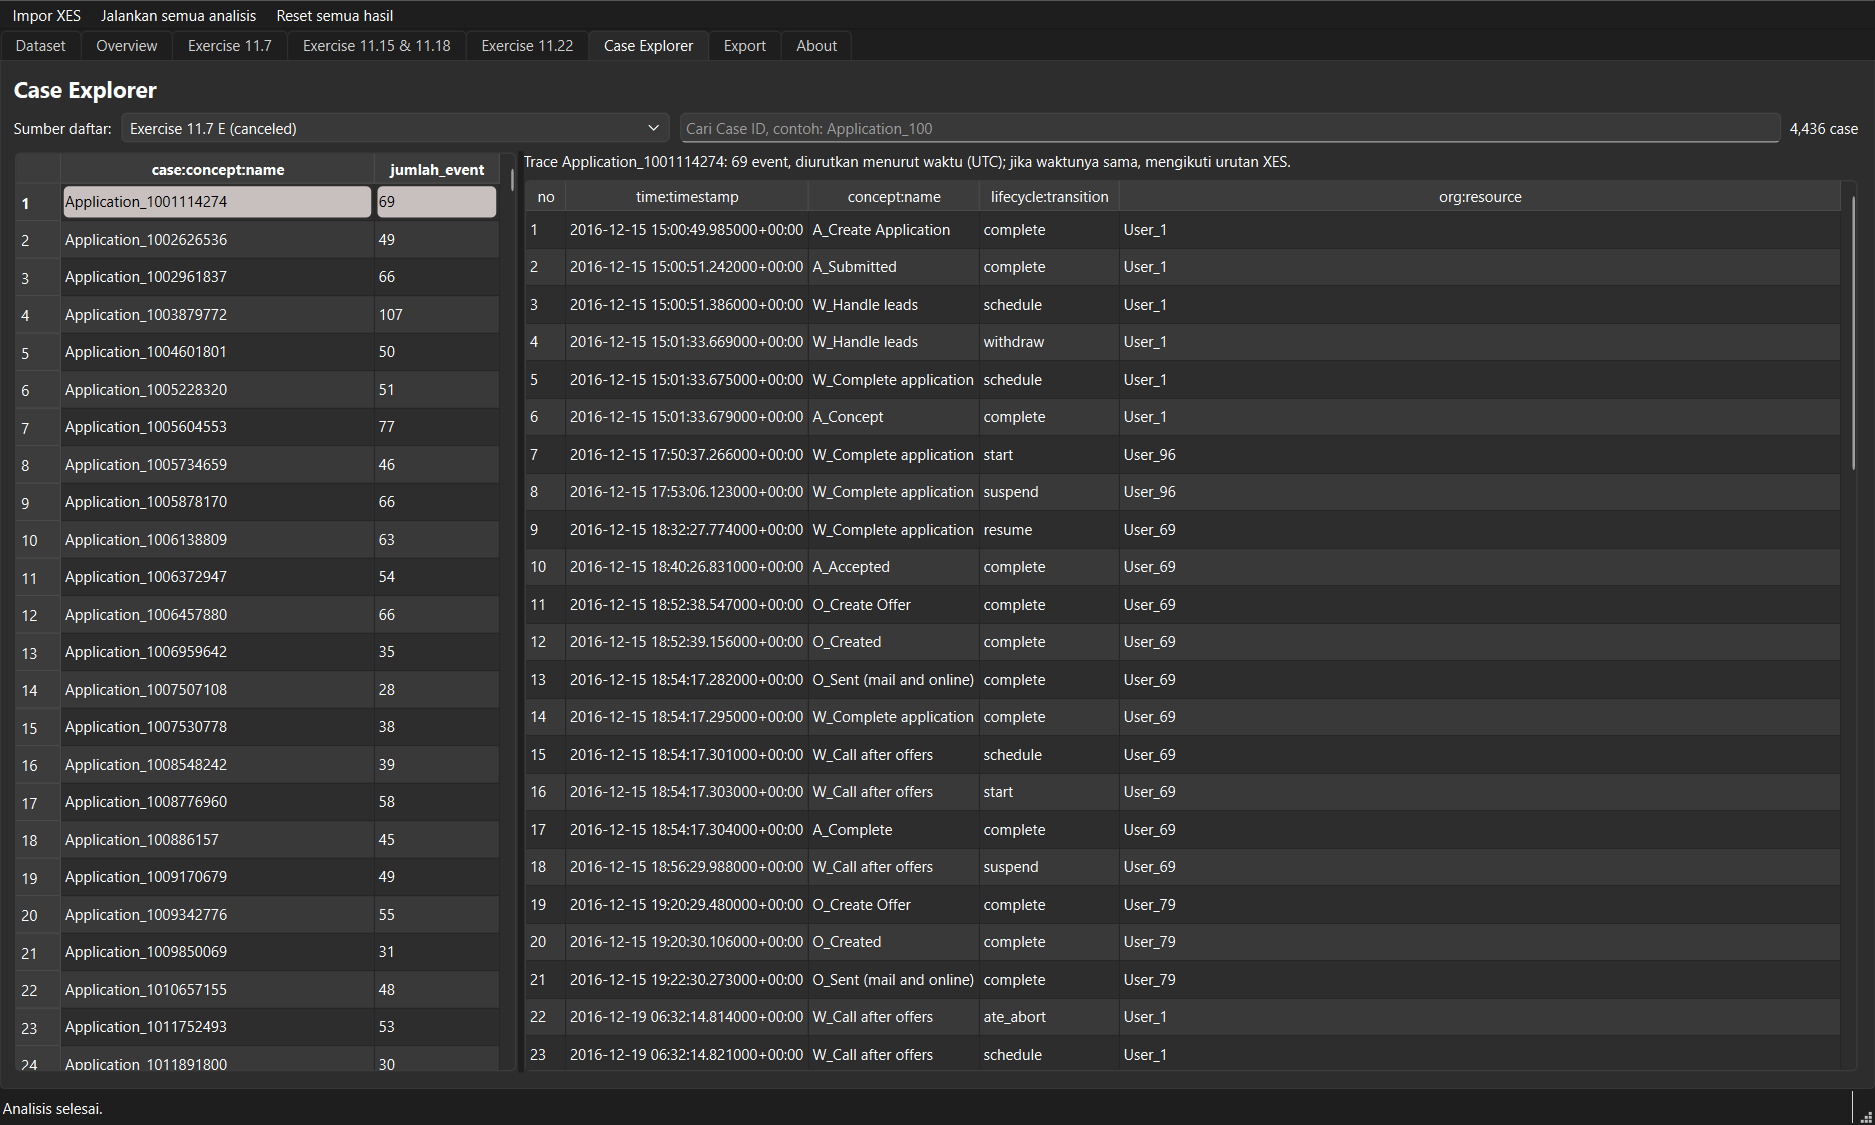 Impor XES Jalankan semua analisis Reset semua hasil
Dataset Overview Exercise 11.7 Exercise 11.15 & 11.18 Exercise 11.22 Case Explorer Export About
Case Explorer
Sumber daftar: Exercise 11.7 E (canceled) Cari Case ID, contoh: Application_100 4,436 case
case:concept:name jumlah_event
1 Application_1001114274 69
2 Application_1002626536 49
3 Application_1002961837 66
4 Application_1003879772 107
5 Application_1004601801 50
6 Application_1005228320 51
7 Application_1005604553 77
8 Application_1005734659 46
9 Application_1005878170 66
10 Application_1006138809 63
11 Application_1006372947 54
12 Application_1006457880 66
13 Application_1006959642 35
14 Application_1007507108 28
15 Application_1007530778 38
16 Application_1008548242 39
17 Application_1008776960 58
18 Application_100886157 45
19 Application_1009170679 49
20 Application_1009342776 55
21 Application_1009850069 31
22 Application_1010657155 48
23 Application_1011752493 53
24 Application_1011891800 30
Trace Application_1001114274: 69 event, diurutkan menurut waktu (UTC); jika waktunya sama, mengikuti urutan XES.
no time:timestamp concept:name lifecycle:transition org:resource
1 2016-12-15 15:00:49.985000+00:00 A_Create Application complete User_1
2 2016-12-15 15:00:51.242000+00:00 A_Submitted complete User_1
3 2016-12-15 15:00:51.386000+00:00 W_Handle leads schedule User_1
4 2016-12-15 15:01:33.669000+00:00 W_Handle leads withdraw User_1
5 2016-12-15 15:01:33.675000+00:00 W_Complete application schedule User_1
6 2016-12-15 15:01:33.679000+00:00 A_Concept complete User_1
7 2016-12-15 17:50:37.266000+00:00 W_Complete application start User_96
8 2016-12-15 17:53:06.123000+00:00 W_Complete application suspend User_96
9 2016-12-15 18:32:27.774000+00:00 W_Complete application resume User_69
10 2016-12-15 18:40:26.831000+00:00 A_Accepted complete User_69
11 2016-12-15 18:52:38.547000+00:00 O_Create Offer complete User_69
12 2016-12-15 18:52:39.156000+00:00 O_Created complete User_69
13 2016-12-15 18:54:17.282000+00:00 O_Sent (mail and online) complete User_69
14 2016-12-15 18:54:17.295000+00:00 W_Complete application complete User_69
15 2016-12-15 18:54:17.301000+00:00 W_Call after offers schedule User_69
16 2016-12-15 18:54:17.303000+00:00 W_Call after offers start User_69
17 2016-12-15 18:54:17.304000+00:00 A_Complete complete User_69
18 2016-12-15 18:56:29.988000+00:00 W_Call after offers suspend User_69
19 2016-12-15 19:20:29.480000+00:00 O_Create Offer complete User_79
20 2016-12-15 19:20:30.106000+00:00 O_Created complete User_79
21 2016-12-15 19:22:30.273000+00:00 O_Sent (mail and online) complete User_79
22 2016-12-19 06:32:14.814000+00:00 W_Call after offers ate_abort User_1
23 2016-12-19 06:32:14.821000+00:00 W_Call after offers schedule User_1
Analisis selesai.